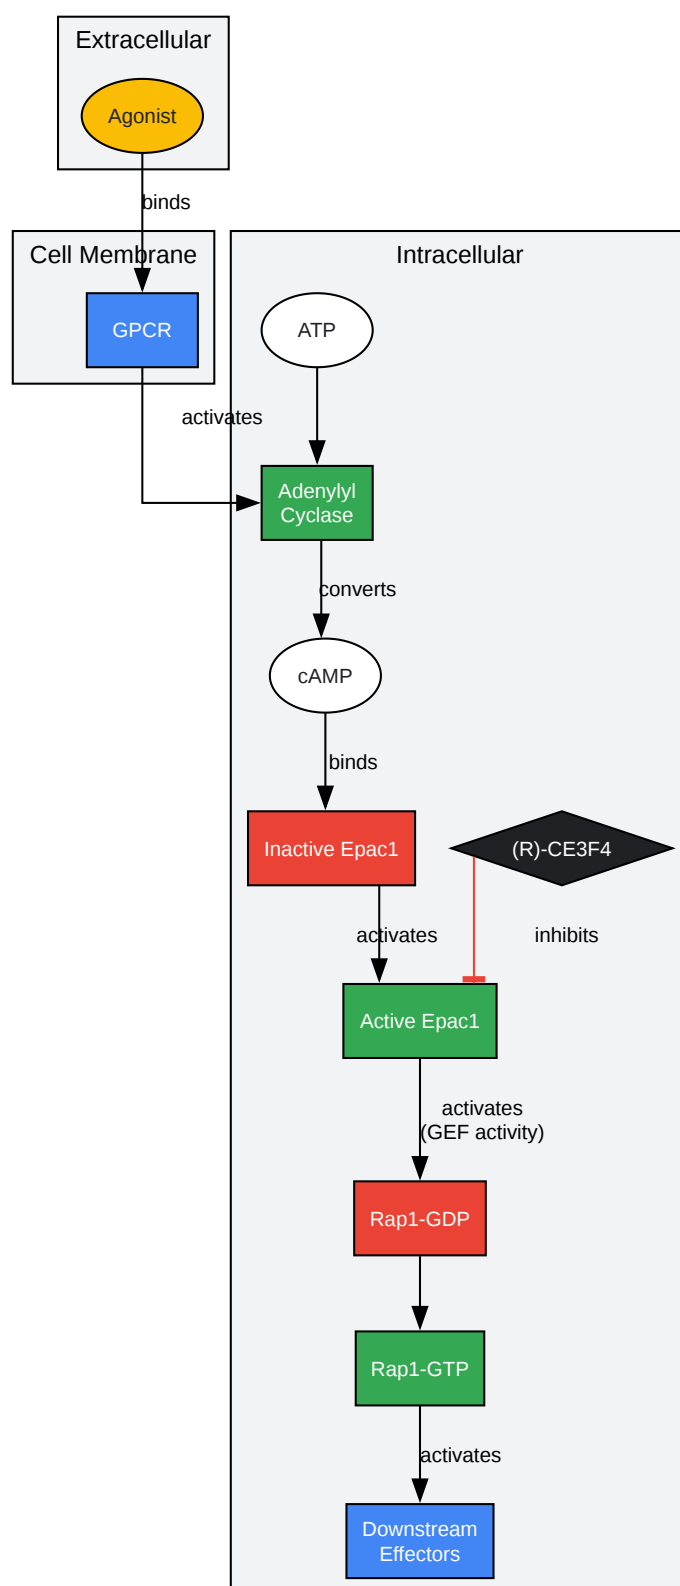 Extracellular
Agonist
binds
Cell Membrane
Intracellular
GPCR
ATP
activates
Adenylyl
Cyclase
converts
cAMP
binds
Inactive Epac1
(R)-CE3F4
activates
inhibits
Active Epac1
activates
(GEF activity)
Rap1-GDP
Rap1-GTP
activates
Downstream
Effectors